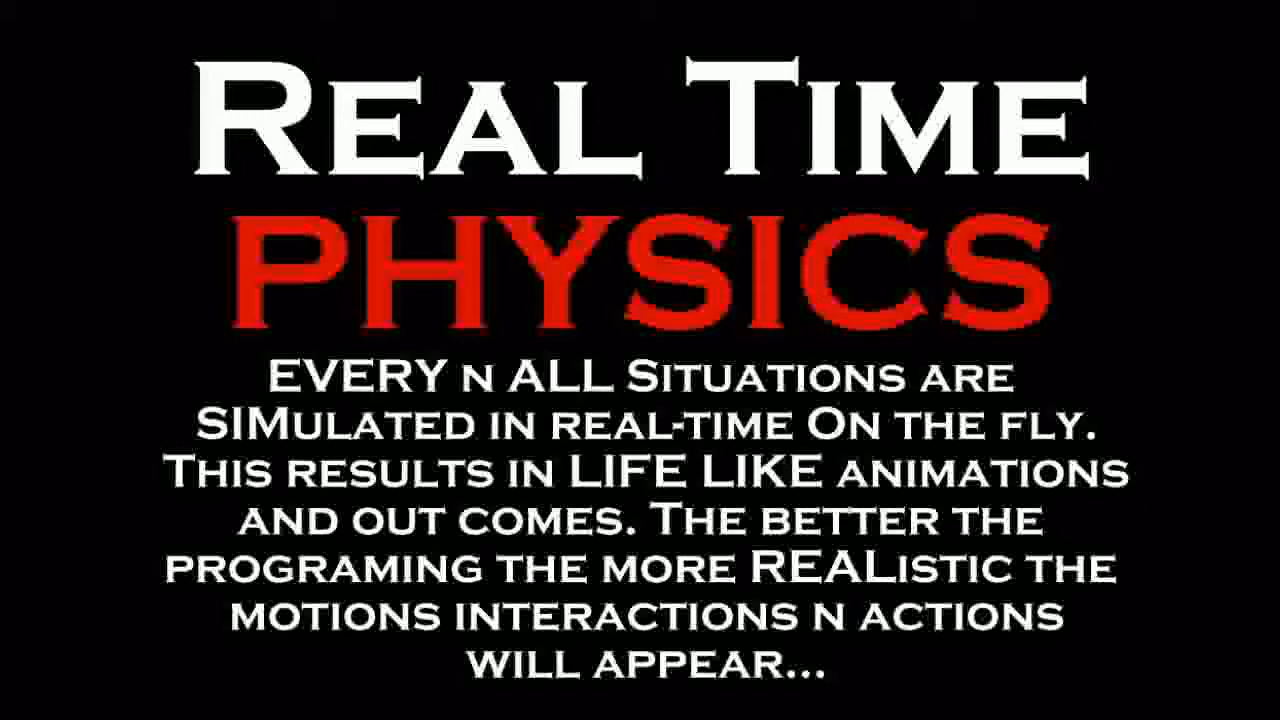 REAL TIME
PHYSICS
EVERY N ALL SITUATIONS ARE
SIMULATED IN REAL-TIME ON THE FLY.
THIS RESULTS IN LIFE LIKE ANIMATIONS
AND OUT COMES. THE BETTER THE
PROGRAMING THE MORE REALISTIC THE
MOTIONS INTERACTIONS N ACTIONS
WILL APPEAR...